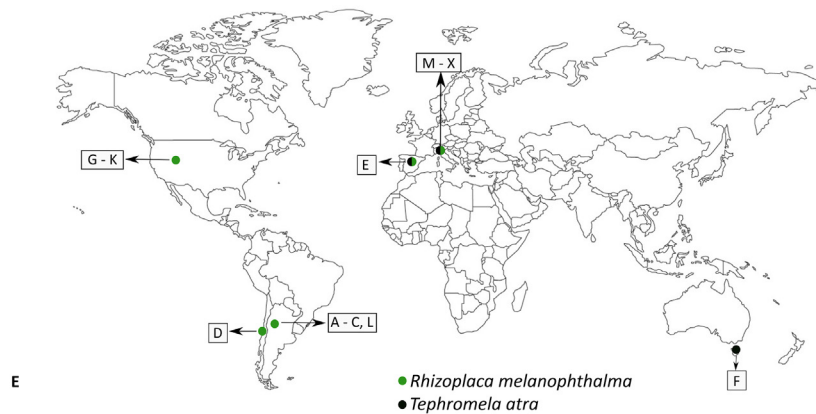 M - X
G - K
E
D
A - C, L
F
E
Rhizoplaca melanophthalma
Tephromela atra